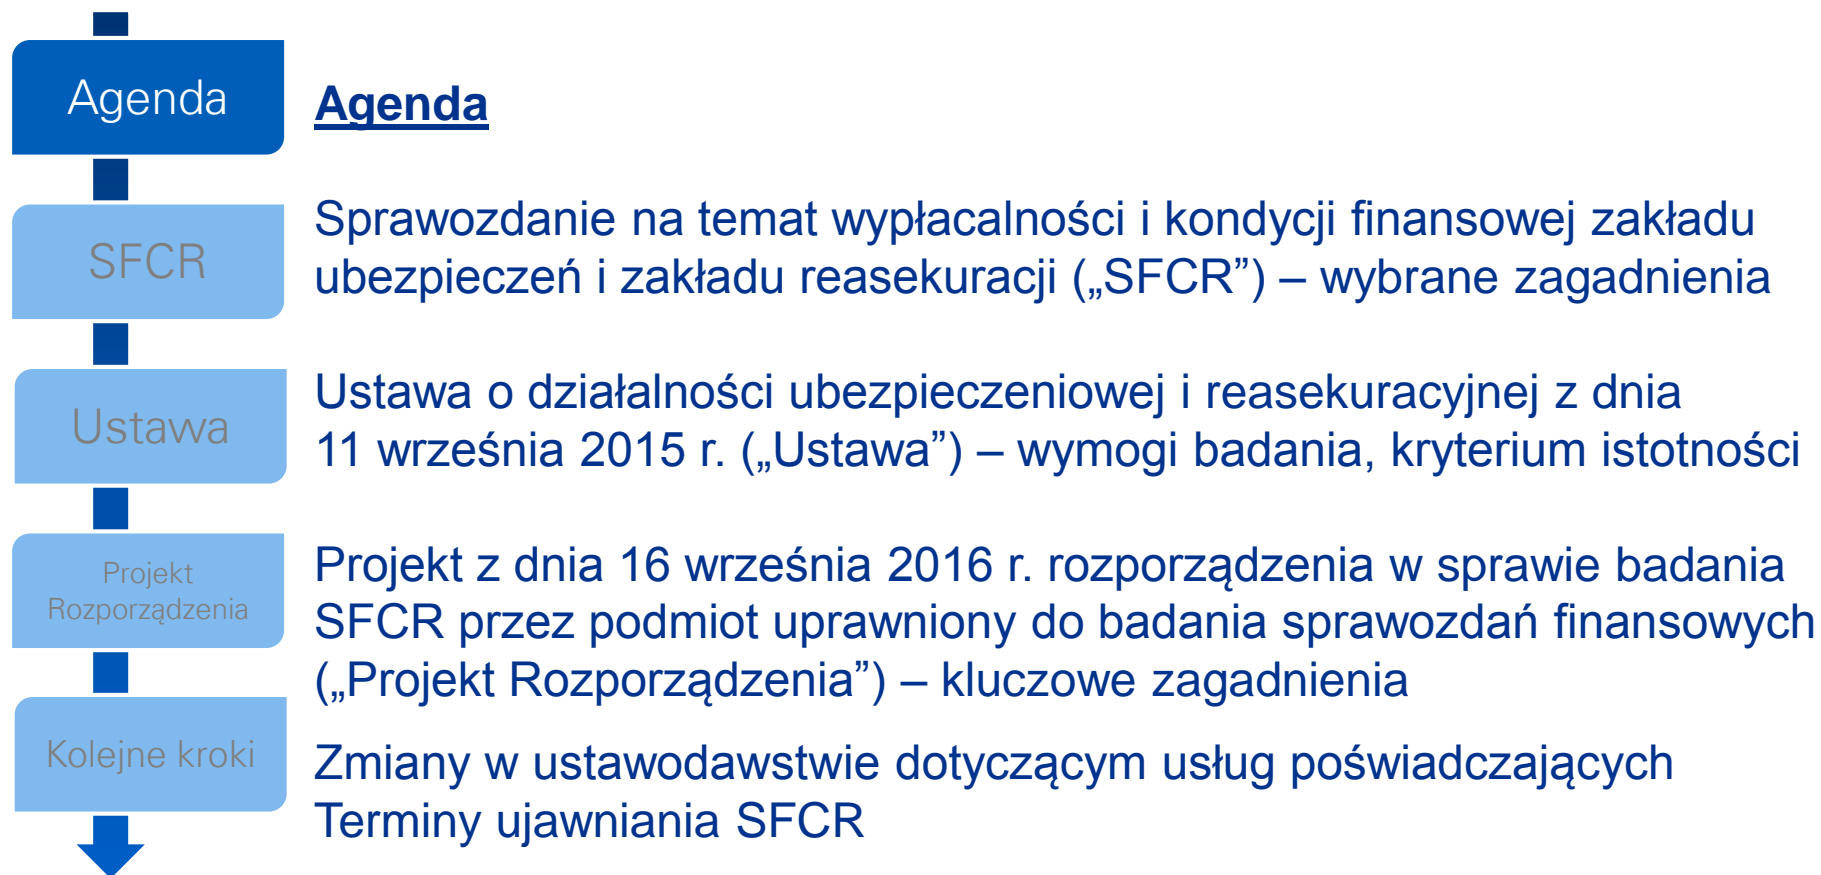 Agenda
Agenda
SFCR
Sprawozdanie na temat wypłacalności i kondycji finansowej zakładu
ubezpieczeń i zakładu reasekuracji („SFCR”) – wybrane zagadnienia
Ustawa
Ustawa o działalności ubezpieczeniowej i reasekuracyjnej z dnia
11 września 2015 r. („Ustawa”) – wymogi badania, kryterium istotności
Projekt
Rozporządzenia
Projekt z dnia 16 września 2016 r. rozporządzenia w sprawie badania
SFCR przez podmiot uprawniony do badania sprawozdań finansowych
(„Projekt Rozporządzenia”) – kluczowe zagadnienia
Kolejne kroki
Zmiany w ustawodawstwie dotyczącym usług poświadczających
Terminy ujawniania SFCR